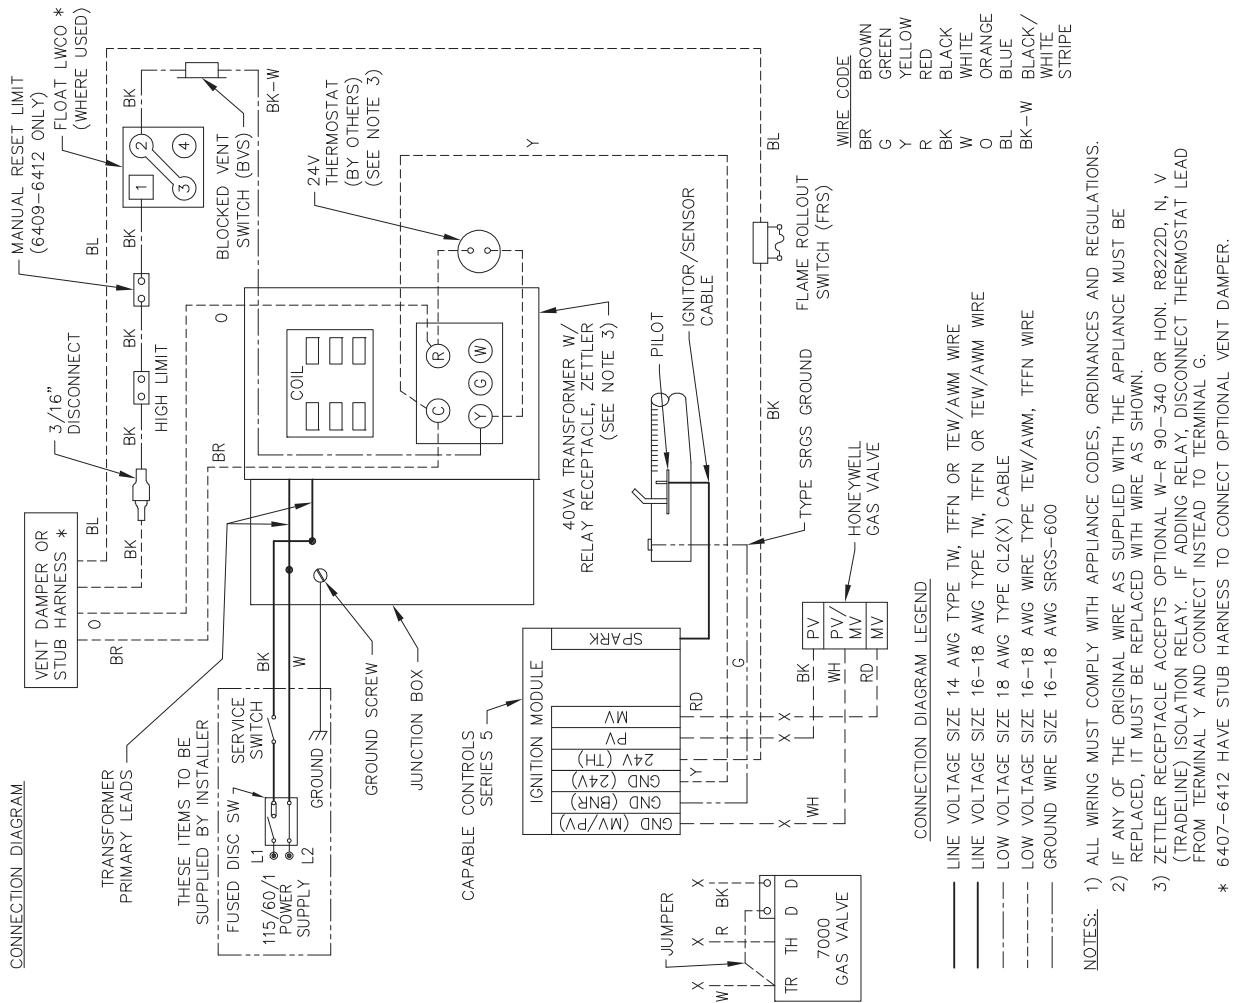 CONNECTION DIAGRAM
TRANSFORMER
PRIMARY LEADS
THESE ITEMS TO BE
SUPPLIED BY INSTALLER
FUSED DISC SW
SERVICE
SWITCH
L1
L2
115/60/1
POWER
SUPPLY
GROUND
BK
W
GROUND SCREW
JUNCTION BOX
VENT DAMPER OR
STUB HARNESS *
BR
O
BK
BL
3/16"
DISCONNECT
BK
HIGH LIMIT
BK
MANUAL RESET LIMIT
(6409-6412 ONLY)
BK
FLOAT LWCO *
(WHERE USED)
1
2
3
4
BK
BL
BLOCKED VENT
SWITCH (BVS)
BK-W
BR
O
COIL
C
R
Y
G
W
24V
THERMOSTAT
(BY OTHERS)
(SEE NOTE 3)
40VA TRANSFORMER W/
RELAY RECEPTACLE, ZETTLER
(SEE NOTE 3)
Y
PILOT
IGNITOR/SENSOR
CABLE
BL
BK
FLAME ROLLOUT
SWITCH (FRS)
TYPE SRGS GROUND
CAPABLE CONTROLS
SERIES 5
IGNITION MODULE
SPARK
MV
PV
24V (TH)
GND (24V)
GND (BNR)
GND (MV/PV)
RD
Y
G
X
X
X
WH
BK
WH
RD
PV
PV/
MV
MV
HONEYWELL
GAS VALVE
JUMPER
X
X
X
W
R
BK
TR
TH
D
D
7000
GAS VALVE
WIRE CODE
BR BROWN
G GREEN
Y YELLOW
R RED
BK BLACK
W WHITE
O ORANGE
BL BLUE
BK-W BLACK/
WHITE
STRIPE
CONNECTION DIAGRAM LEGEND
LINE VOLTAGE SIZE 14 AWG TYPE TW, TFFN OR TEW/AWM WIRE
LINE VOLTAGE SIZE 16-18 AWG TYPE TW, TFFN OR TEW/AWM WIRE
LOW VOLTAGE SIZE 18 AWG TYPE CL2(X) CABLE
LOW VOLTAGE SIZE 16-18 AWG WIRE TYPE TEW/AWM, TFFN WIRE
GROUND WIRE SIZE 16-18 AWG SRGS-600
NOTES: 1) ALL WIRING MUST COMPLY WITH APPLIANCE CODES, ORDINANCES AND REGULATIONS.
2) IF ANY OF THE ORIGINAL WIRE AS SUPPLIED WITH THE APPLIANCE MUST BE
REPLACED, IT MUST BE REPLACED WITH WIRE AS SHOWN.
3) ZETTLER RECEPTACLE ACCEPTS OPTIONAL W-R 90-340 OR HON. R8222D, N, V
(TRADELINE) ISOLATION RELAY. IF ADDING RELAY, DISCONNECT THERMOSTAT LEAD
FROM TERMINAL Y AND CONNECT INSTEAD TO TERMINAL G.
* 6407-6412 HAVE STUB HARNESS TO CONNECT OPTIONAL VENT DAMPER.